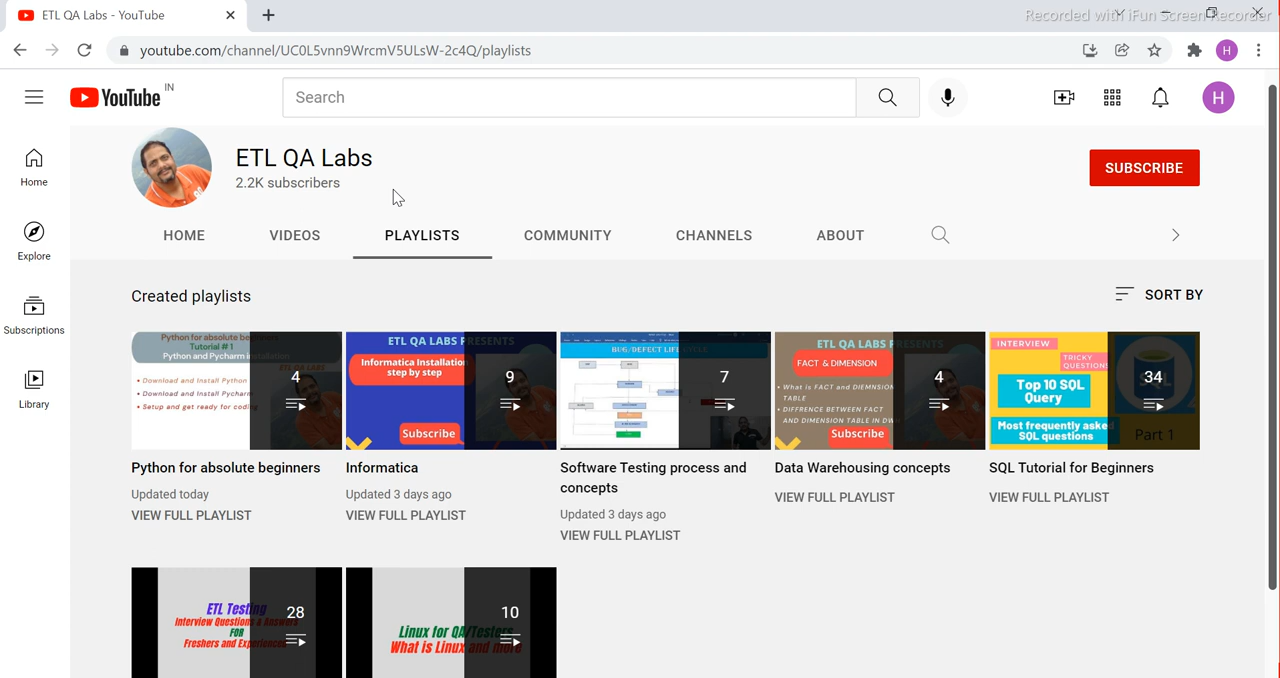 ETL QA Labs - YouTube
Recorded with iFun Screen Recorder
youtube.com/channel/UC0L5vnn9WrcmV5ULsW-2c4Q/playlists
H
YouTube IN
Search
H
Home
Explore
Subscriptions
Library
ETL QA Labs
2.2K subscribers
SUBSCRIBE
HOME VIDEOS PLAYLISTS COMMUNITY CHANNELS ABOUT
Created playlists
SORT BY
Python for absolute
Tutorial # 1
Python and Pycharm installation
• Download and Install Python
• Download and Install Pycharm
• Setup and get ready for coding
4
Python for absolute beginners
Updated today
VIEW FULL PLAYLIST
ETL QA LABS PRESENTS
Informatica Installation
step by step
Subscribe
9
Informatica
Updated 3 days ago
VIEW FULL PLAYLIST
BUG/DEFECT LIFE CYCLE
7
Software Testing process and
concepts
Updated 3 days ago
VIEW FULL PLAYLIST
ETL QA LABS PRESENTS
FACT & DIMENSION
• What is FACT and DIEMNSION
TABLE
• DIFFRENCE BETWEEN FACT
AND DIMENSION TABLE IN DW
Subscribe
4
Data Warehousing concepts
VIEW FULL PLAYLIST
INTERVIEW
TRICKY
QUESTIONS
Top 10 SQL
Query
Most frequently asked
SQL questions
Part 1
34
SQL Tutorial for Beginners
VIEW FULL PLAYLIST
ETL Testing
Interview Questions & Answers
FOR
Freshers and Experienced
28
Linux for QA/Testers
What is Linux and more
10